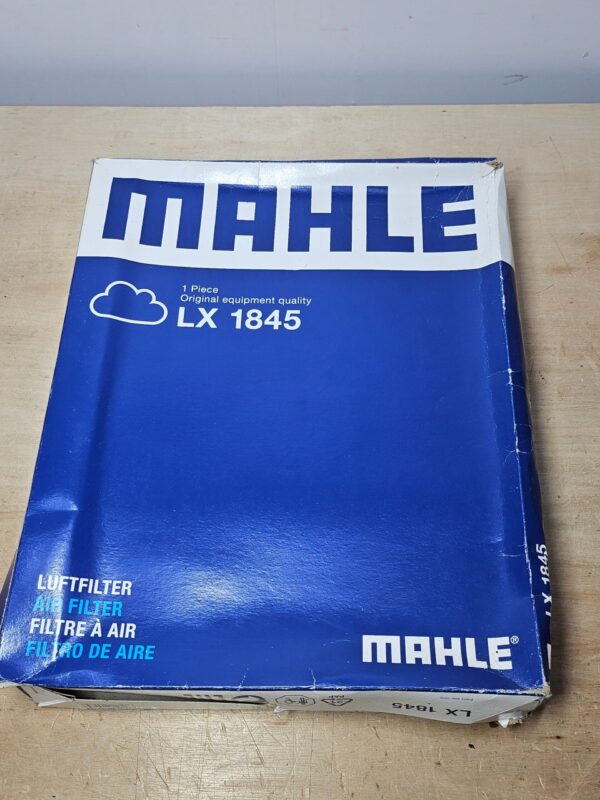 MAHLE
1 Piece
Original equipment quality
LX 1845
LUFTFILTER
AIR FILTER
FILTRE À AIR
FILTRO DE AIRE
MAHLE®
LX 1845
LX 1845